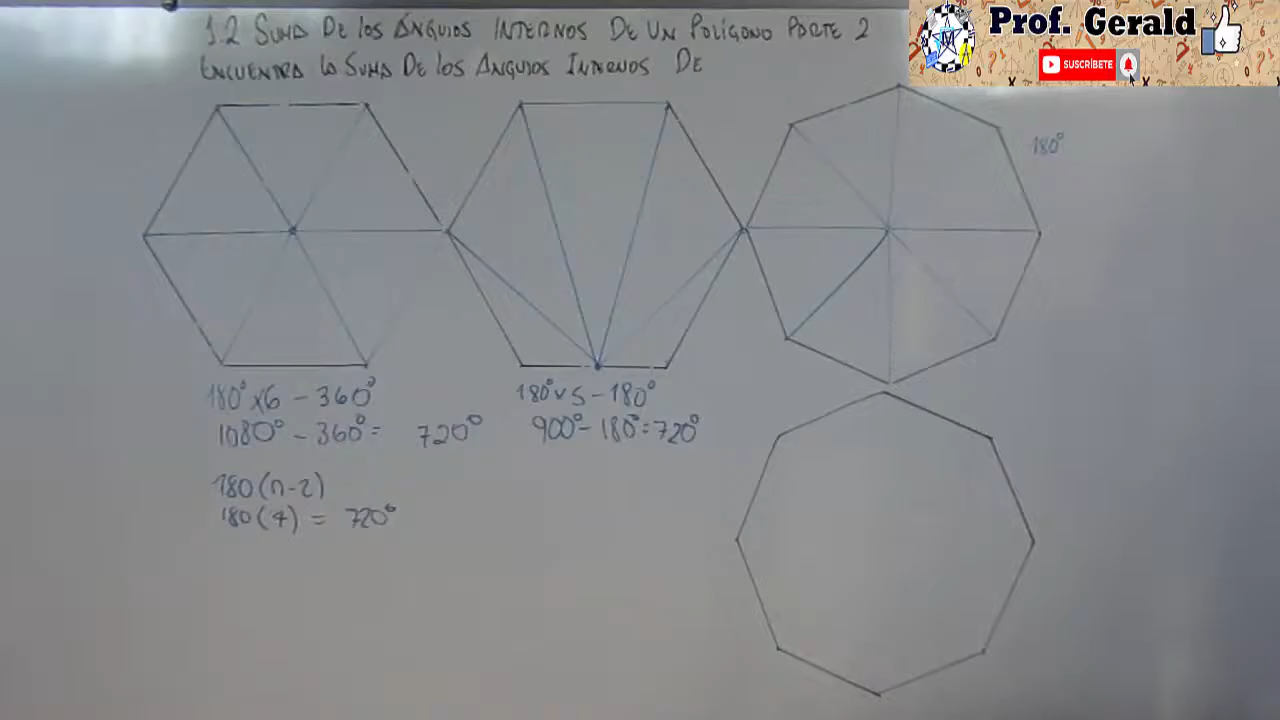 1.2 SUMA DE LOS ÁNGULOS INTERNOS DE UN POLÍGONO PARTE 2
ENCUENTRA LA SUMA DE LOS ANGULOS INTERNOS DE
Prof. Gerald
SUSCRÍBETE
180°
180°x6 - 360°
1080° - 360° = 720°
180(n-2)
180(4) = 720°
180°x5 - 180°
900° - 180° = 720°